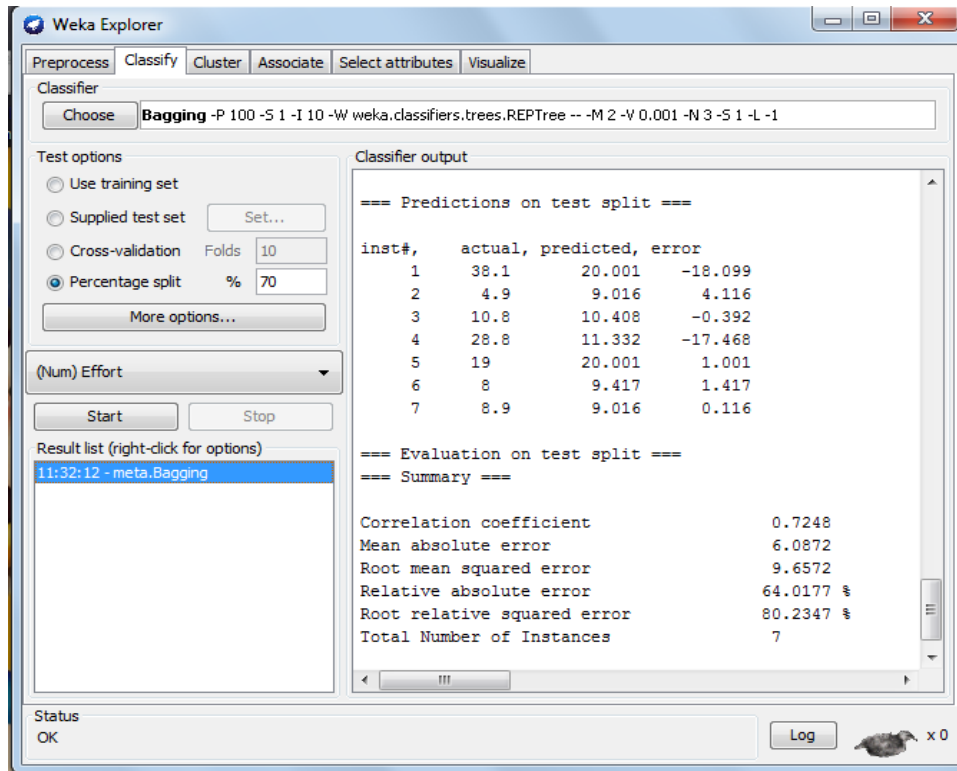 Weka Explorer
Preprocess Classify Cluster Associate Select attributes Visualize
Classifier
Choose Bagging -P 100 -S 1 -I 10 -W weka.classifiers.trees.REPTree -- -M 2 -V 0.001 -N 3 -S 1 -L -1
Test options
Use training set
Supplied test set Set...
Cross-validation Folds 10
Percentage split % 70
More options...
(Num) Effort
Start Stop
Result list (right-click for options)
11:32:12 - meta.Bagging
Classifier output
=== Predictions on test split ===
inst#, actual, predicted, error
1 38.1 20.001 -18.099
2 4.9 9.016 4.116
3 10.8 10.408 -0.392
4 28.8 11.332 -17.468
5 19 20.001 1.001
6 8 9.417 1.417
7 8.9 9.016 0.116
=== Evaluation on test split ===
=== Summary ===
Correlation coefficient 0.7248
Mean absolute error 6.0872
Root mean squared error 9.6572
Relative absolute error 64.0177 %
Root relative squared error 80.2347 %
Total Number of Instances 7
Status
OK
Log
x 0